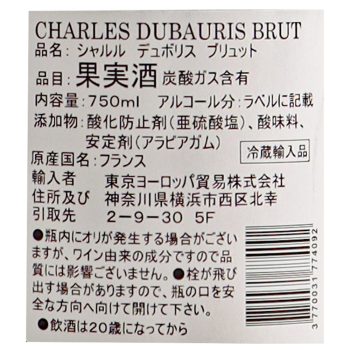 CHARLES DUBAURIS BRUT
品名：シャルル デュボリス ブリュット
品目：果実酒 炭酸ガス含有
内容量：750ml アルコール分：ラベルに記載
添加物：酸化防止剤（亜硫酸塩）、酸味料、
安定剤（アラビアガム）
原産国名：フランス
冷蔵輸入品
輸入者 東京ヨーロッパ貿易株式会社
住所及び 神奈川県横浜市西区北幸
引取先 2-9-30 5F
●瓶内にオリが発生する場合がござい
ますが、ワイン由来の成分ですので品
質には影響ございません。●栓が飛び
出す場合がありますので、瓶の口を安
全な方向へ向けて開けて下さい。
●飲酒は20歳になってから
3 770031 774092